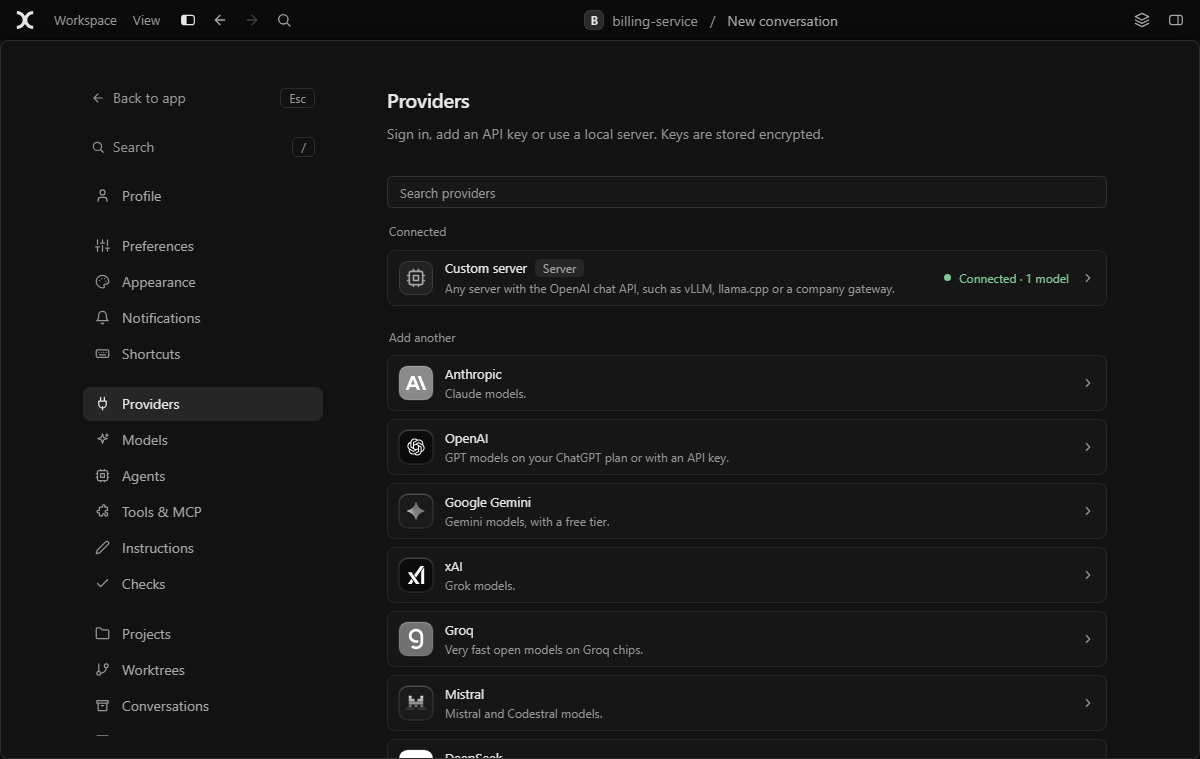 Workspace View
B billing-service / New conversation
Back to app Esc
Search /
Profile
Preferences
Appearance
Notifications
Shortcuts
Providers
Models
Agents
Tools & MCP
Instructions
Checks
Projects
Worktrees
Conversations
Providers
Sign in, add an API key or use a local server. Keys are stored encrypted.
Search providers
Connected
Custom server Server
Any server with the OpenAI chat API, such as vLLM, llama.cpp or a company gateway.
Connected · 1 model
Add another
Anthropic
Claude models.
OpenAI
GPT models on your ChatGPT plan or with an API key.
Google Gemini
Gemini models, with a free tier.
xAI
Grok models.
Groq
Very fast open models on Groq chips.
Mistral
Mistral and Codestral models.
DeepSeek